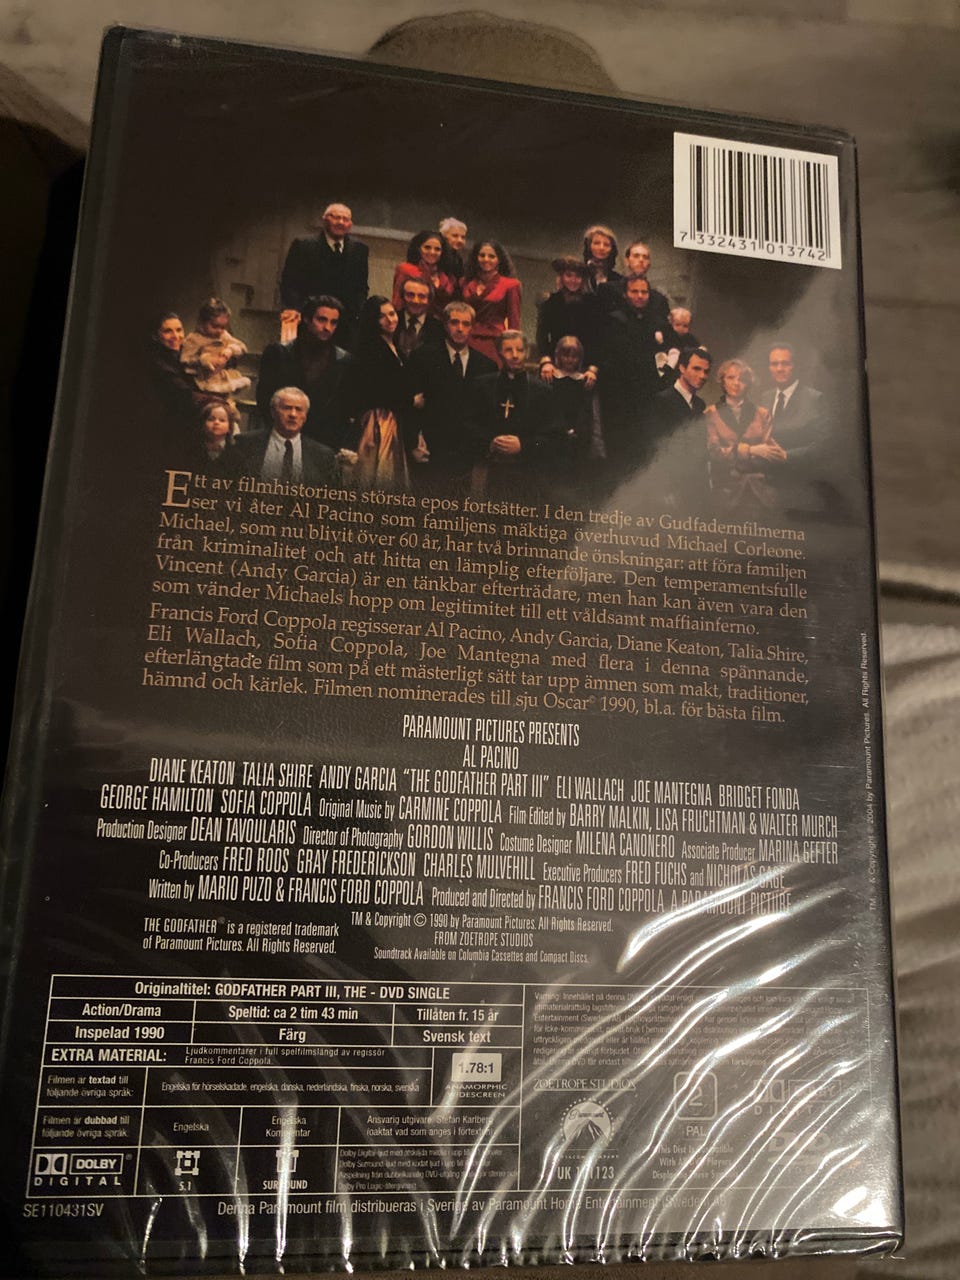 7 332431 013742
Ett av filmhistoriens största epos fortsätter. I den tredje av Gudfadernfilmerna
ser vi åter Al Pacino som familjens mäktiga överhuvud Michael Corleone.
Michael, som nu blivit över 60 år, har två brinnande önskningar: att föra familjen
från kriminalitet och att hitta en lämplig efterföljare. Den temperamentsfulle
Vincent (Andy Garcia) är en tänkbar efterträdare, men han kan även vara den
som vänder Michaels hopp om legitimitet till ett våldsamt maffiainferno.
Francis Ford Coppola regisserar Al Pacino, Andy Garcia, Diane Keaton, Talia Shire,
Eli Wallach, Sofia Coppola, Joe Mantegna med flera i denna spännande,
efterlängtade film som på ett mästerligt sätt tar upp ämnen som makt, traditioner,
hämnd och kärlek. Filmen nominerades till sju Oscar® 1990, bl.a. för bästa film.
PARAMOUNT PICTURES PRESENTS
AL PACINO
DIANE KEATON TALIA SHIRE ANDY GARCIA "THE GODFATHER PART III" ELI WALLACH JOE MANTEGNA BRIDGET FONDA
GEORGE HAMILTON SOFIA COPPOLA Original Music by CARMINE COPPOLA Film Edited by BARRY MALKIN, LISA FRUCHTMAN & WALTER MURCH
Production Designer DEAN TAVOULARIS Director of Photography GORDON WILLIS Costume Designer MILENA CANONERO Associate Producer MARINA GEFTER
Co-Producers FRED ROOS GRAY FREDERICKSON CHARLES MULVEHILL Executive Producers FRED FUCHS and NICHOLAS GAGE
Written by MARIO PUZO & FRANCIS FORD COPPOLA Produced and Directed by FRANCIS FORD COPPOLA A PARAMOUNT PICTURE
THE GODFATHER® is a registered trademark
of Paramount Pictures. All Rights Reserved.
TM & Copyright © 1990 by Paramount Pictures. All Rights Reserved.
FROM ZOETROPE STUDIOS
Soundtrack Available on Columbia Cassettes and Compact Discs.
TM & Copyright © 2004 by Paramount Pictures. All Rights Reserved.
Originaltitel: GODFATHER PART III, THE - DVD SINGLE
Action/Drama Speltid: ca 2 tim 43 min Tillåten fr. 15 år
Inspelad 1990 Färg Svensk text
EXTRA MATERIAL: Ljudkommentarer i full spelfilmslängd av regissör
Francis Ford Coppola.
1.78:1
ANAMORPHIC
WIDESCREEN
Filmen är textad till
följande övriga språk:
Engelska för hörselskadade, engelska, danska, nederländska, finska, norska, svenska
Filmen är dubbad till
följande övriga språk:
Engelska
Engelska
Kommentar
Ansvarig utgivare: Stefan Karlberg
(oaktat vad som anges i förtexten)
DOLBY
DIGITAL
5.1
SURROUND
ZOETROPE STUDIOS
UK 111123
2
PAL
SE110431SV
Denna Paramount film distribueras i Sverige av Paramount Home Entertainment (Sweden) AB